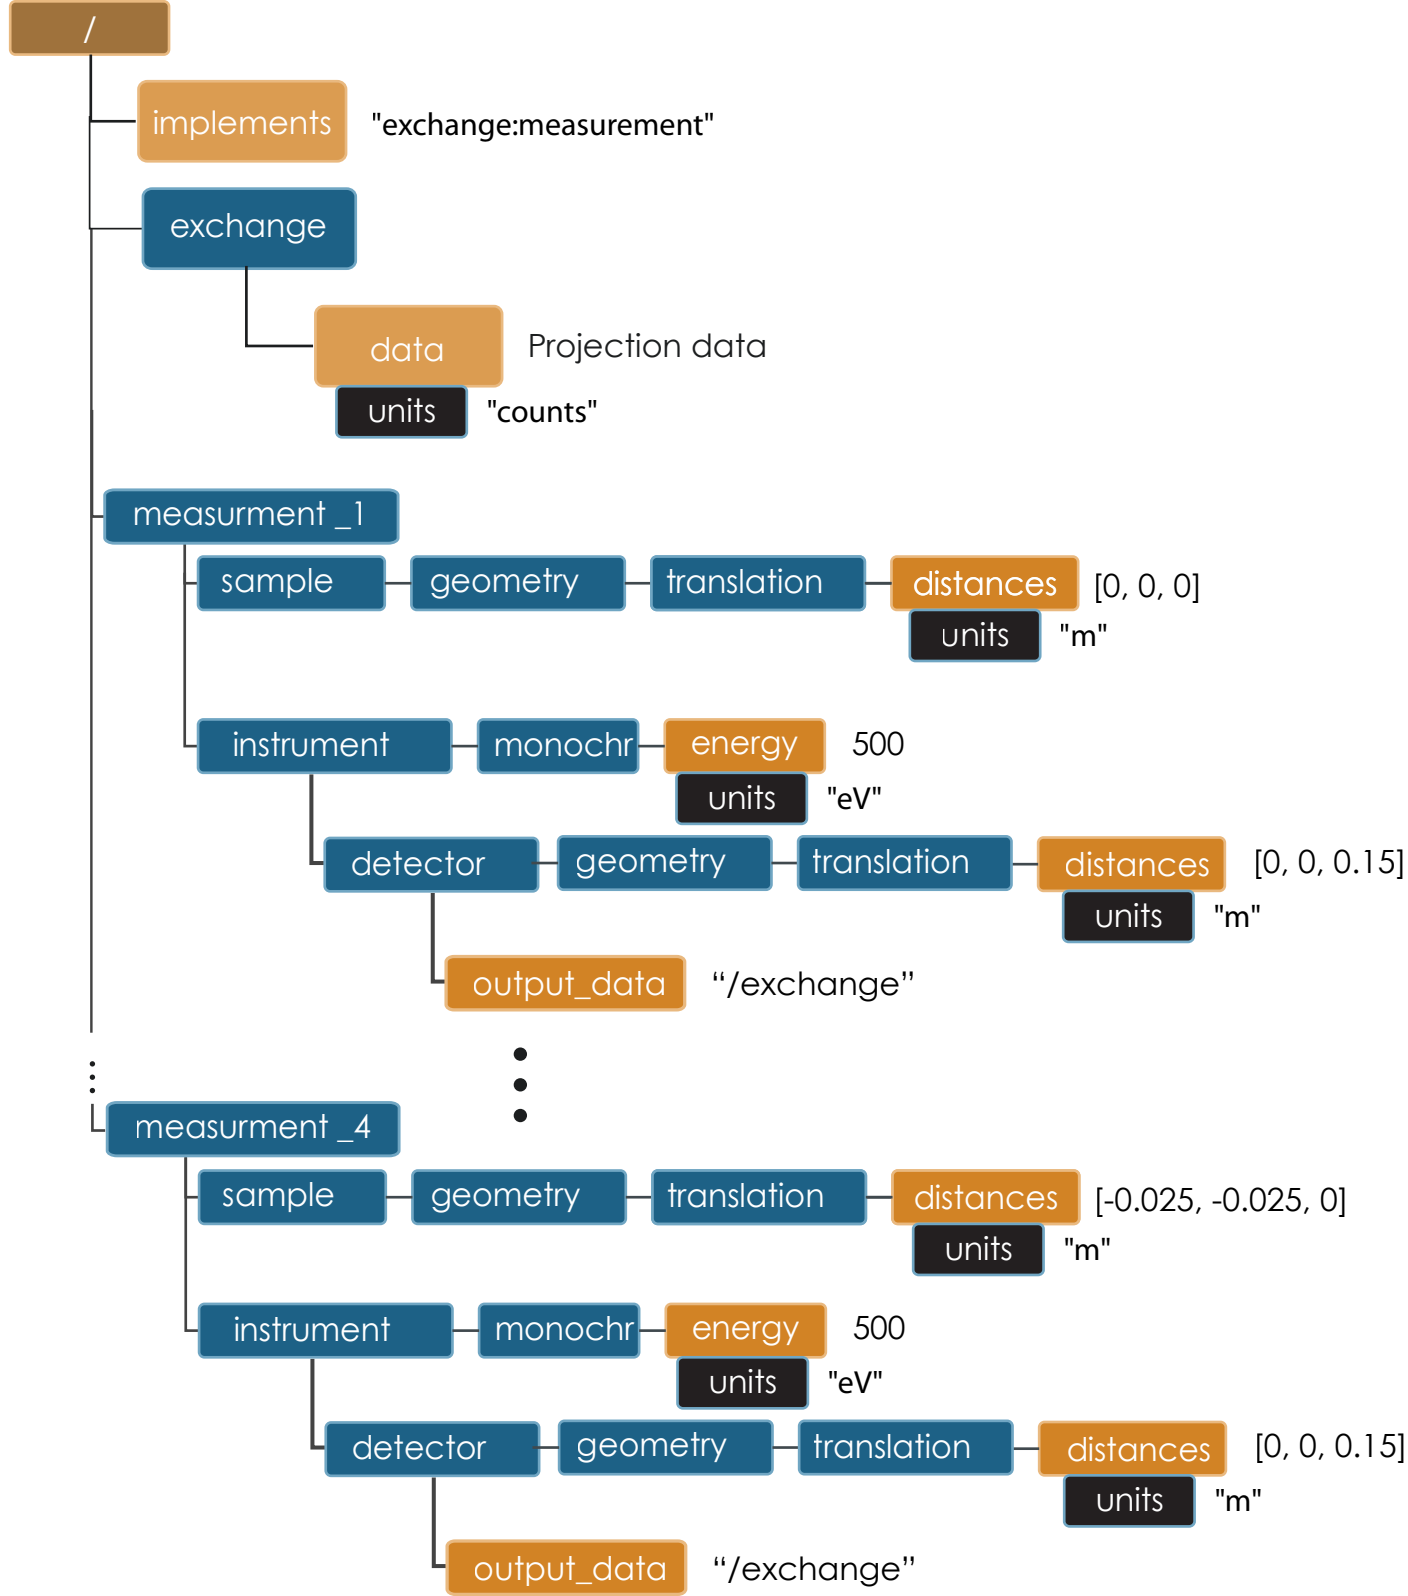 /
implements "exchange:measurement"
exchange
data Projection data
units "counts"
measurment _1
sample geometry translation distances [0, 0, 0]
units "m"
instrument monochr energy 500
units "eV"
detector geometry translation distances [0, 0, 0.15]
units "m"
output_data “/exchange”
measurment _4
sample geometry translation distances [-0.025, -0.025, 0]
units "m"
instrument monochr energy 500
units "eV"
detector geometry translation distances [0, 0, 0.15]
units "m"
output_data “/exchange”